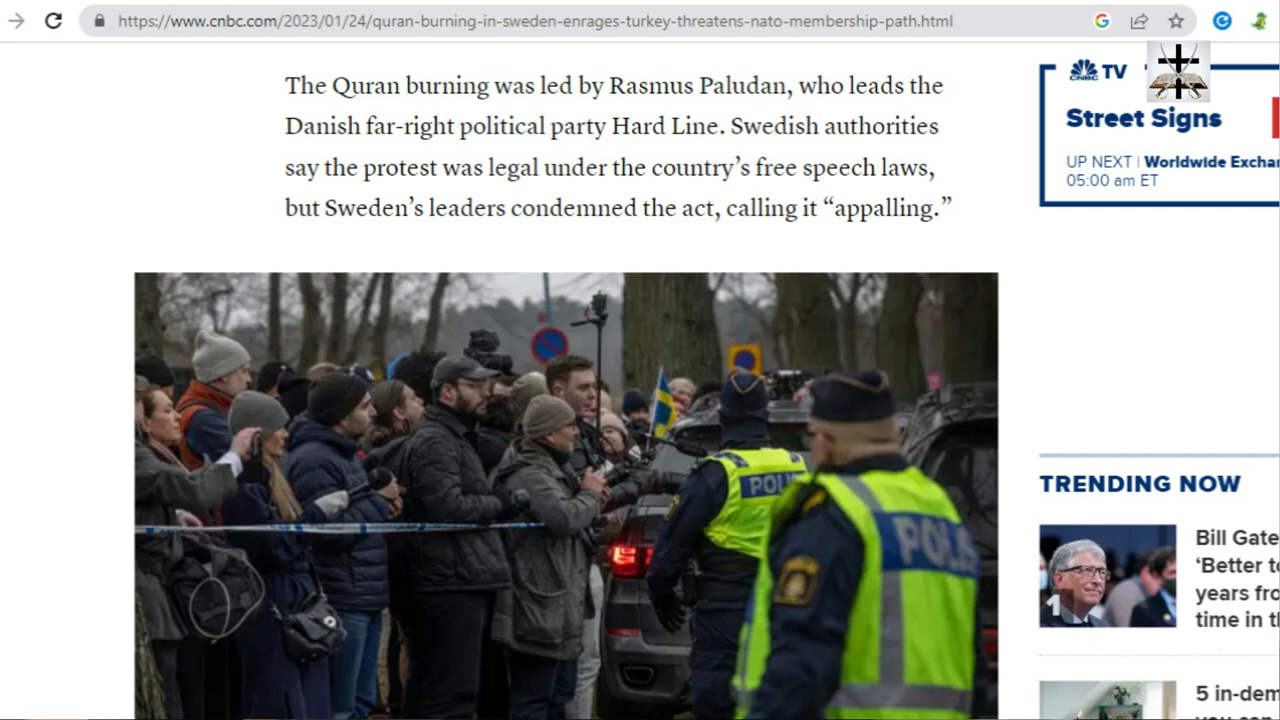 https://www.cnbc.com/2023/01/24/quran-burning-in-sweden-enrages-turkey-threatens-nato-membership-path.html
The Quran burning was led by Rasmus Paludan, who leads the
Danish far-right political party Hard Line. Swedish authorities
say the protest was legal under the country’s free speech laws,
but Sweden’s leaders condemned the act, calling it “appalling.”
CNBC TV
Street Signs
UP NEXT | Worldwide Excha
05:00 am ET
POLIS
POLIS
TRENDING NOW
Bill Gate
‘Better to
years fro
time in t
1
5 in-dem